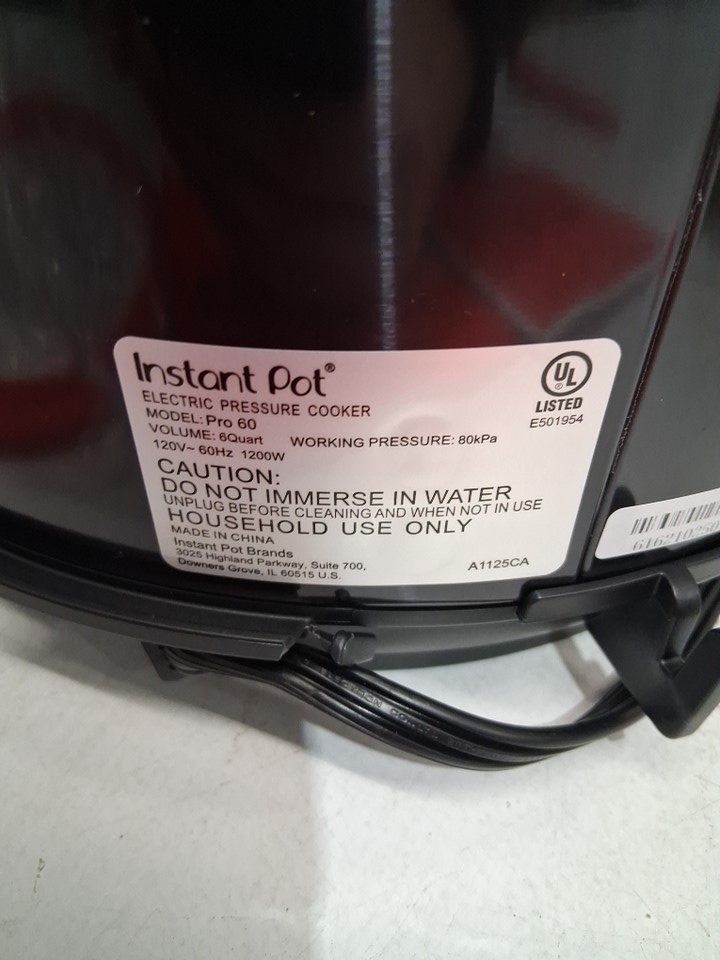 Instant Pot®
ELECTRIC PRESSURE COOKER
MODEL: Pro 60
VOLUME: 6Quart WORKING PRESSURE: 80kPa
120V~ 60Hz 1200W
UL
®
LISTED
E501954
CAUTION:
DO NOT IMMERSE IN WATER
UNPLUG BEFORE CLEANING AND WHEN NOT IN USE
HOUSEHOLD USE ONLY
MADE IN CHINA
Instant Pot Brands
3025 Highland Parkway, Suite 700,
Downers Grove, IL 60515 U.S.
A1125CA